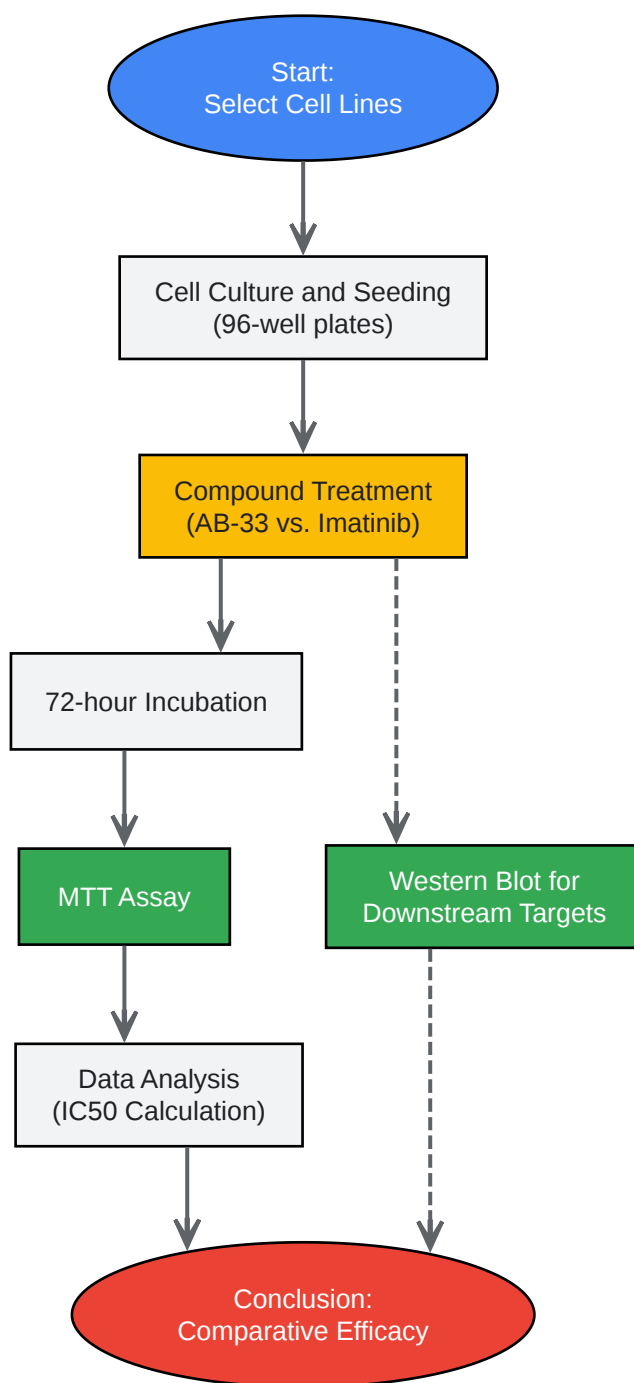 Start:
Select Cell Lines
Cell Culture and Seeding
(96-well plates)
Compound Treatment
(AB-33 vs. Imatinib)
72-hour Incubation
MTT Assay
Western Blot for
Downstream Targets
Data Analysis
(IC50 Calculation)
Conclusion:
Comparative Efficacy